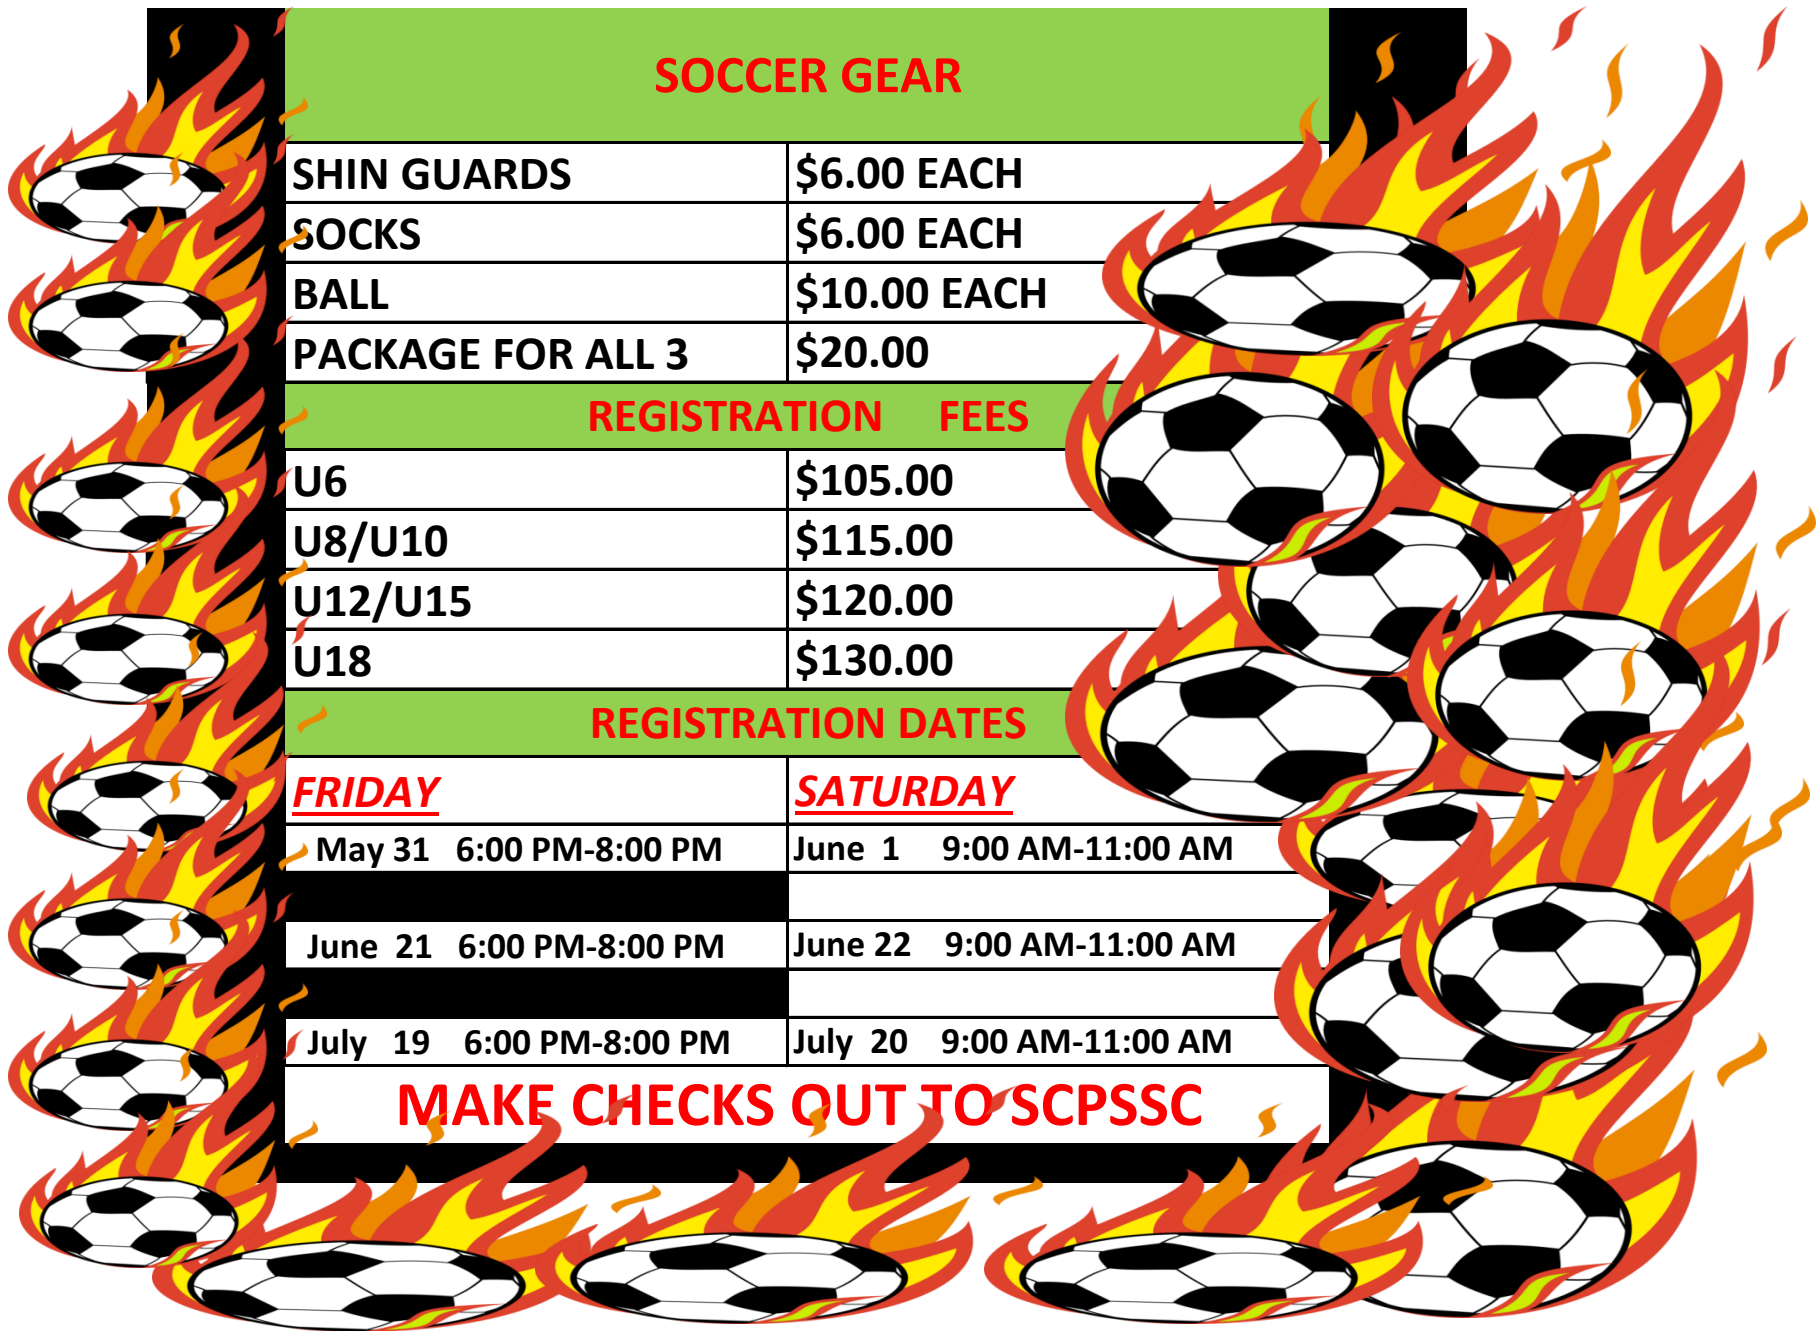 SOCCER GEAR
SHIN GUARDS $6.00 EACH
SOCKS $6.00 EACH
BALL $10.00 EACH
PACKAGE FOR ALL 3 $20.00
REGISTRATION FEES
U6 $105.00
U8/U10 $115.00
U12/U15 $120.00
U18 $130.00
REGISTRATION DATES
FRIDAY SATURDAY
May 31 6:00 PM-8:00 PM June 1 9:00 AM-11:00 AM
June 21 6:00 PM-8:00 PM June 22 9:00 AM-11:00 AM
July 19 6:00 PM-8:00 PM July 20 9:00 AM-11:00 AM
MAKE CHECKS OUT TO SCPSSC